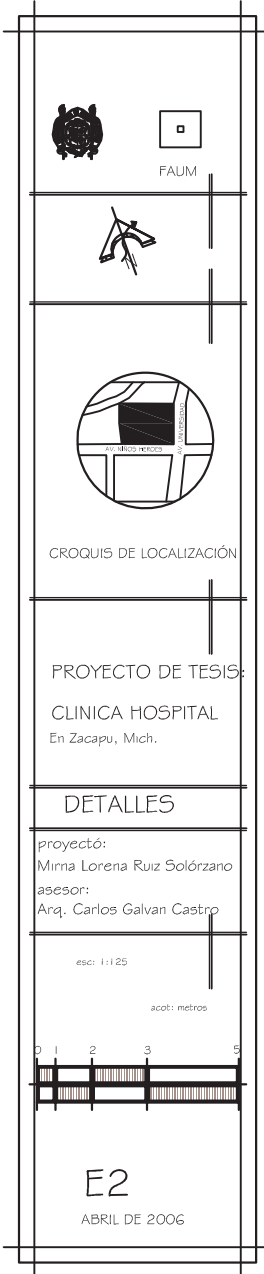 FAUM
AV. UNIVERSIDAD
AV. NIÑOS HEROES
CROQUIS DE LOCALIZACIÓN
PROYECTO DE TESIS:
CLINICA HOSPITAL
En Zacapu, Mich.
DETALLES
proyectó:
Mirna Lorena Ruiz Solórzano
asesor:
Arq. Carlos Galvan Castro
esc: 1:125
acot: metros
0 1 2 3 5
E2
ABRIL DE 2006